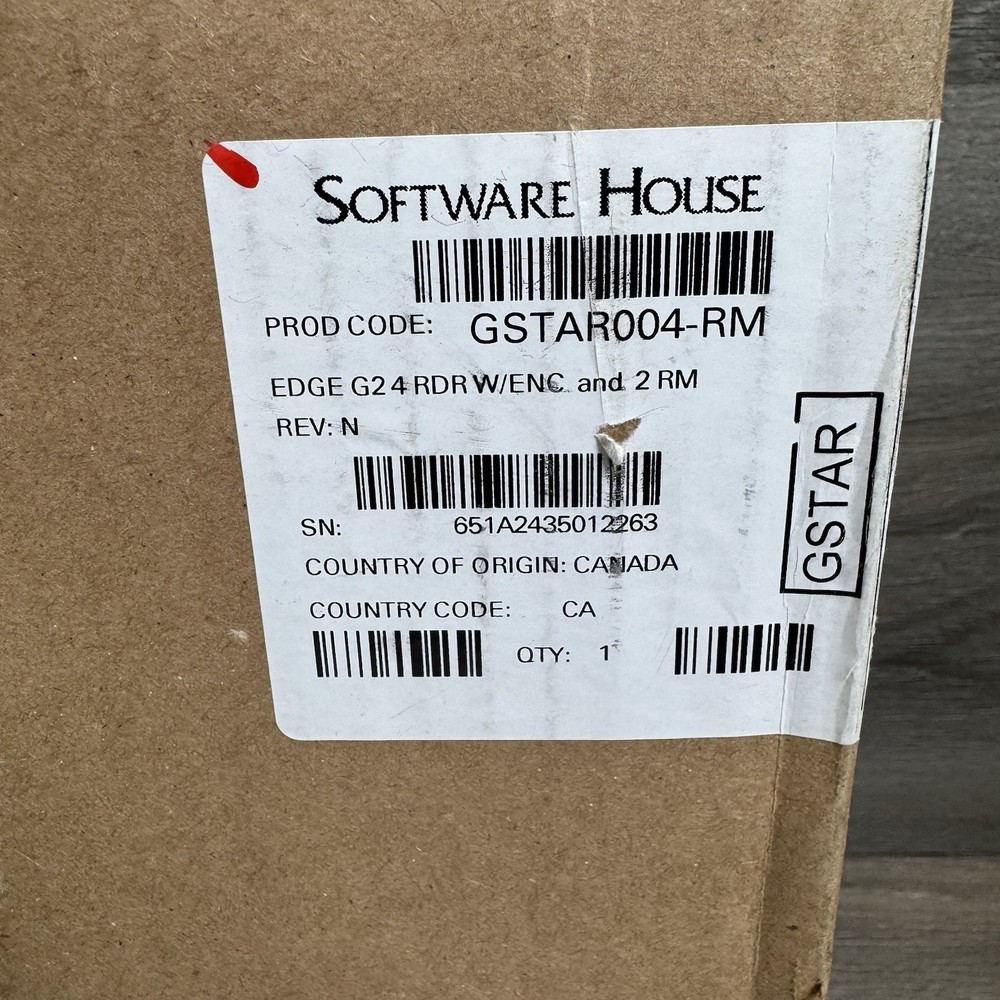 SOFTWARE HOUSE
PROD CODE: GSTAR004-RM
EDGE G2 4 RDR W/ENC and 2 RM
REV: N
SN: 651A2435012263
COUNTRY OF ORIGIN: CANADA
COUNTRY CODE: CA
QTY: 1
GSTAR